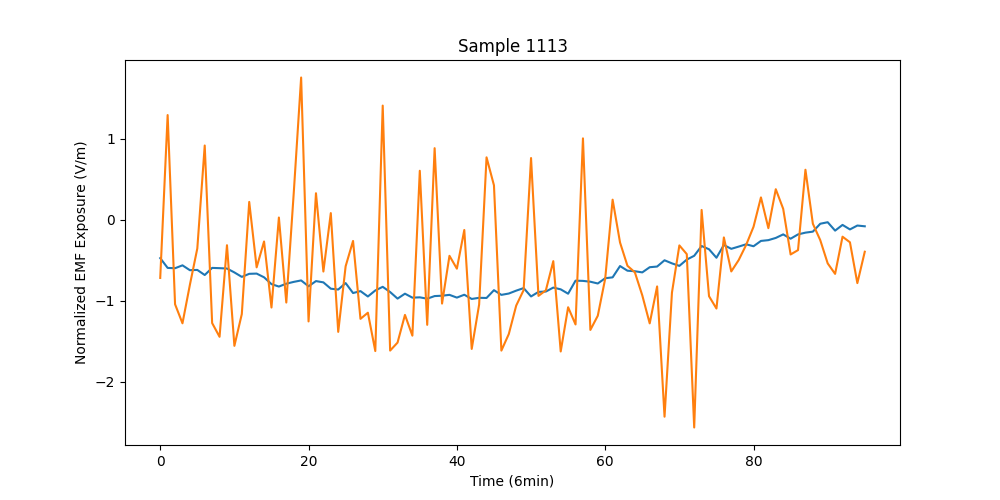 Sample 1113
Normalized EMF Exposure (V/m)
1
0
−1
−2
0 20 40 60 80
Time (6min)